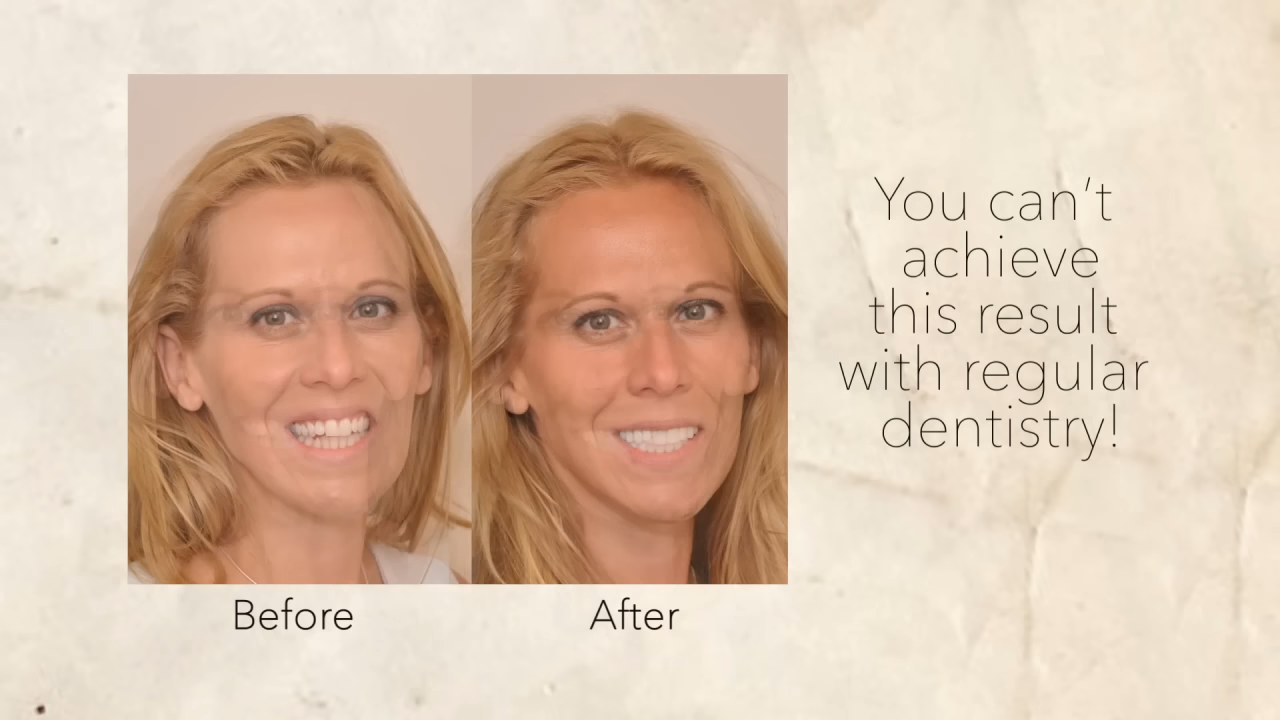 You can't
achieve
this result
with regular
dentistry!
Before
After